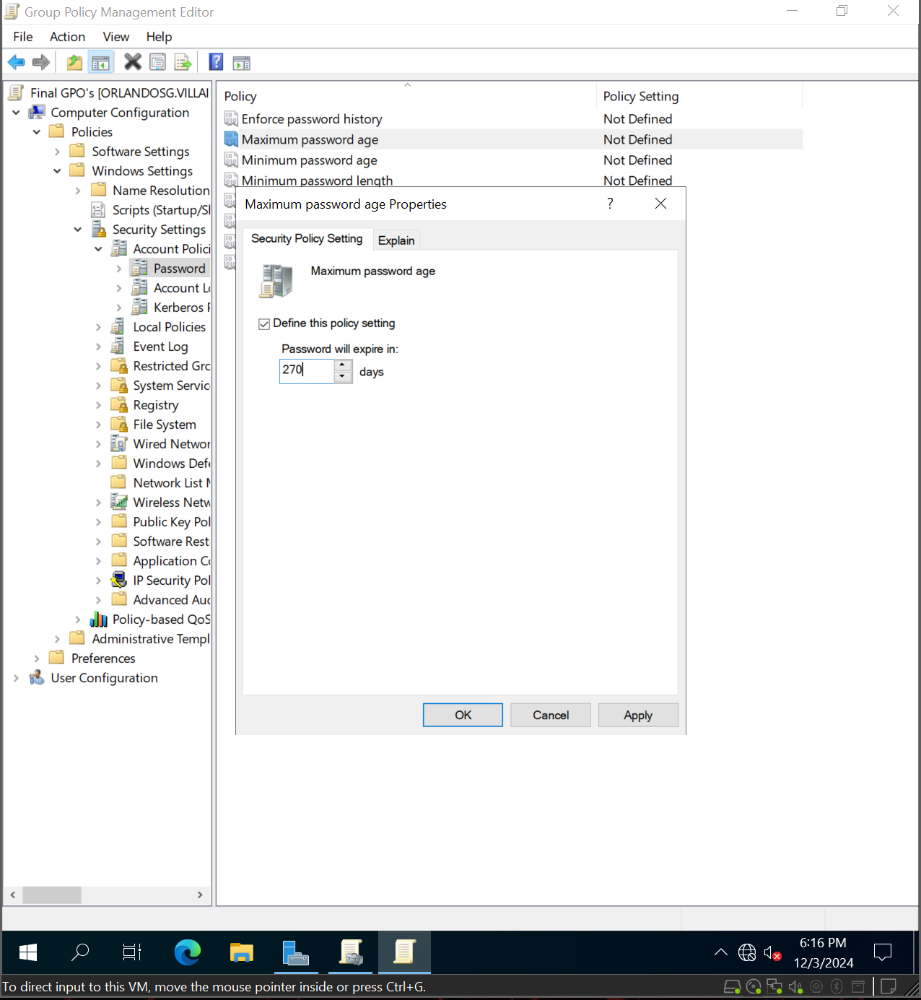 Group Policy Management Editor
File Action View Help
Final GPO's [ORLANDOSG.VILLAI
Computer Configuration
Policies
Software Settings
Windows Settings
Name Resolution
Scripts (Startup/Sh
Security Settings
Account Polici
Password
Account Lo
Kerberos P
Local Policies
Event Log
Restricted Gro
System Servic
Registry
File System
Wired Networ
Windows Defe
Network List M
Wireless Netw
Public Key Pol
Software Rest
Application Co
IP Security Pol
Advanced Aud
Policy-based QoS
Administrative Templ
Preferences
User Configuration
Policy Policy Setting
Enforce password history Not Defined
Maximum password age Not Defined
Minimum password age Not Defined
Minimum password length Not Defined
Maximum password age Properties
?
Security Policy Setting Explain
Maximum password age
Define this policy setting
Password will expire in:
270 days
OK Cancel Apply
6:16 PM
12/3/2024
To direct input to this VM, move the mouse pointer inside or press Ctrl+G.